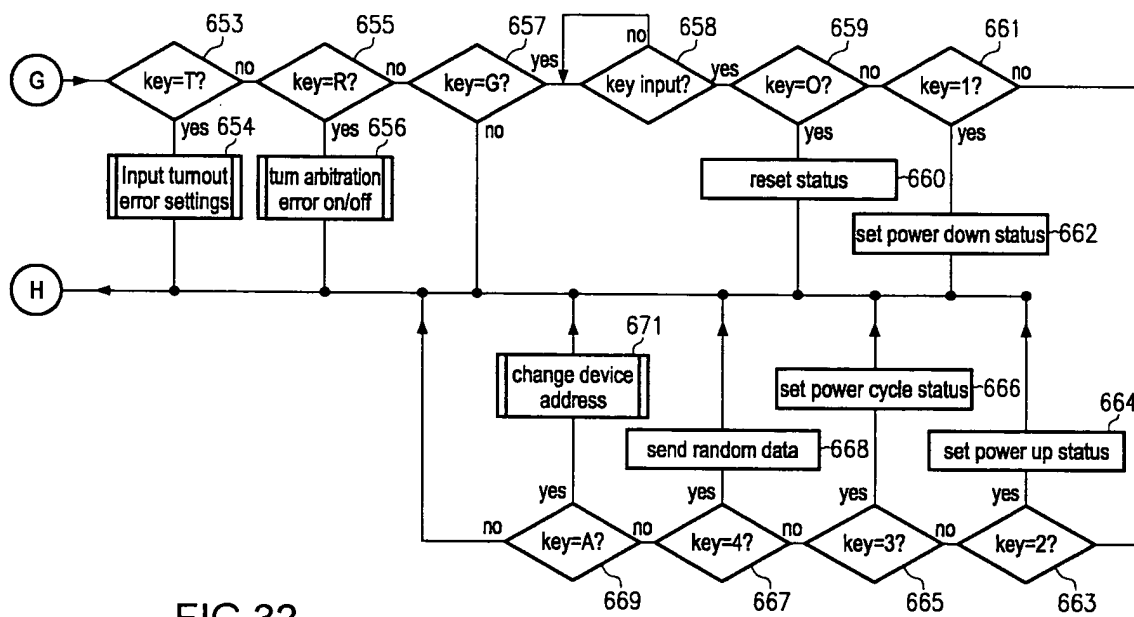 653
655
657
658
659
661
G
key=T?
no
key=R?
no
key=G?
yes
no
key input?
yes
key=O?
no
key=1?
no
yes
654
yes
656
no
yes
yes
Input turnout
error settings
turn arbitration
error on/off
reset status
660
set power down status
662
H
671
change device
address
set power cycle status
666
664
send random data
668
set power up status
yes
yes
yes
yes
no
key=A?
no
key=4?
no
key=3?
no
key=2?
669
667
665
663
FIG 32